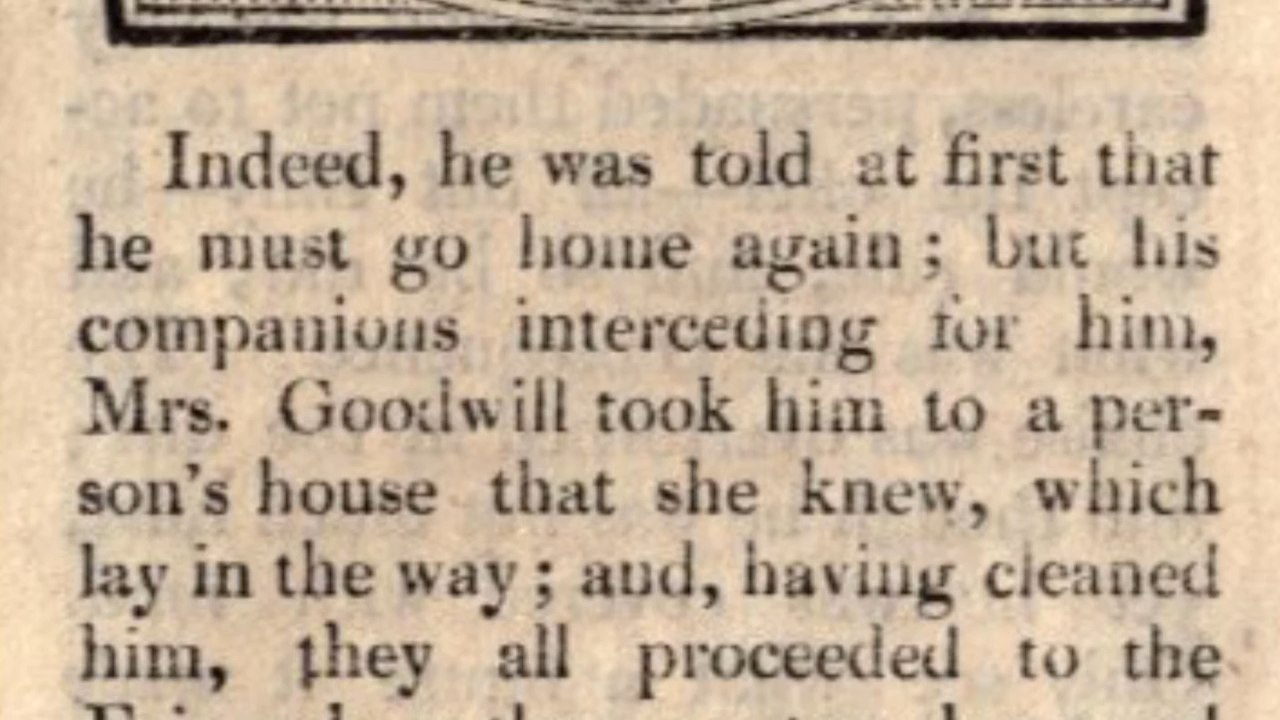 Indeed, he was told at first that
he must go home again; but his
companions interceding for him,
Mrs. Goodwill took him to a per-
son's house that she knew, which
lay in the way; and, having cleaned
him, they all proceeded to the